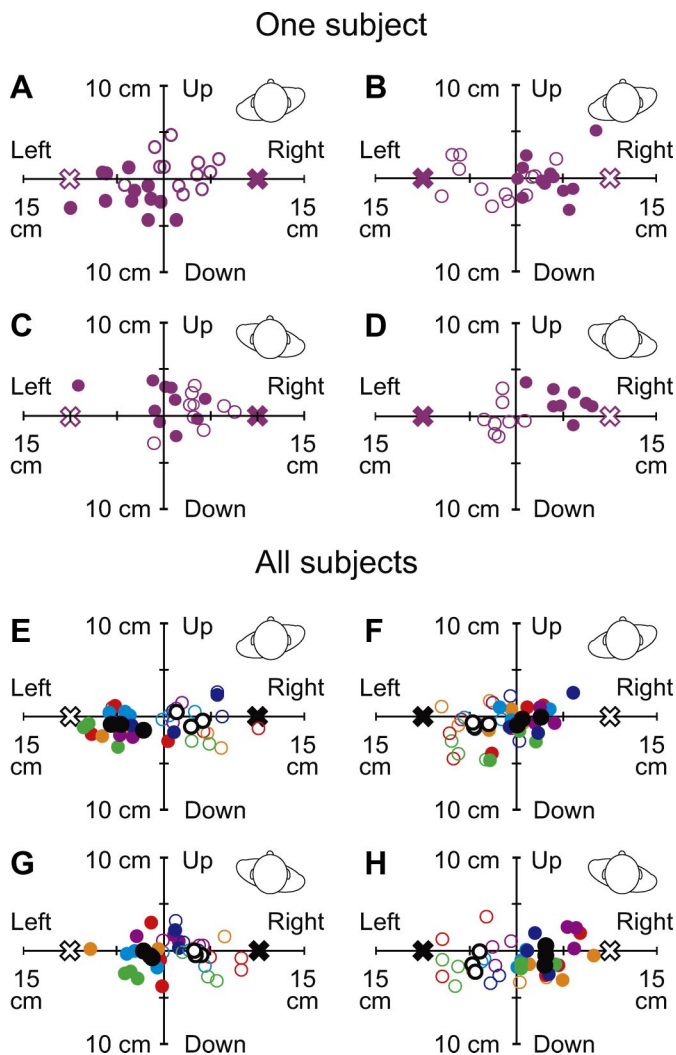 One subject
A 10 cm Up B 10 cm Up
Left Right Left Right
15 cm 15 cm 15 cm 15 cm
10 cm Down 10 cm Down
C 10 cm Up D 10 cm Up
Left Right Left Right
15 cm 15 cm 15 cm 15 cm
10 cm Down 10 cm Down
All subjects
E 10 cm Up F 10 cm Up
Left Right Left Right
15 cm 15 cm 15 cm 15 cm
10 cm Down 10 cm Down
G 10 cm Up H 10 cm Up
Left Right Left Right
15 cm 15 cm 15 cm 15 cm
10 cm Down 10 cm Down